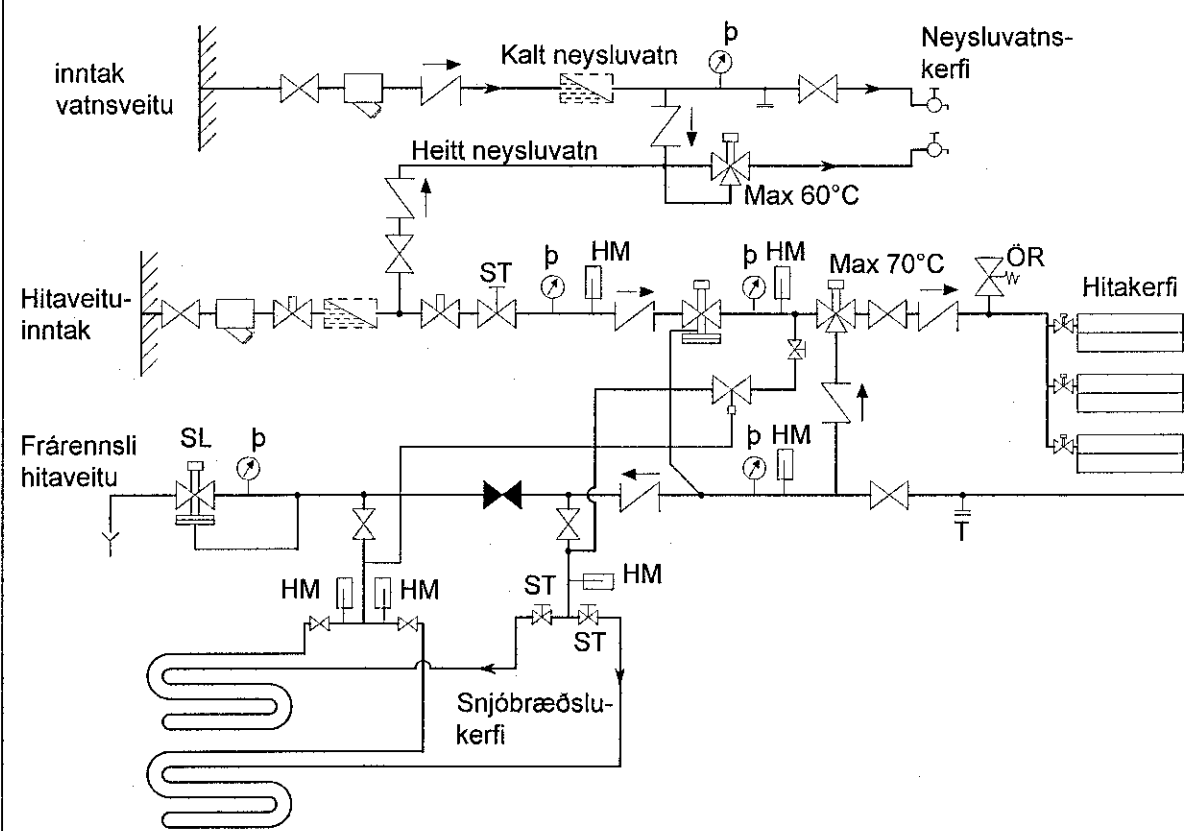 inntak
vatnsveitu
Kalt neysluvatn
þ
Neysluvatns-
kerfi
Heitt neysluvatn
Max 60°C
Hitaveitu-
inntak
ST
þ
HM
þ
HM
Max 70°C
ÖR
Hitakerfi
Frárennsli
hitaveitu
SL
þ
þ
HM
HM
HM
ST
HM
ST
Snjóbræðslu-
kerfi